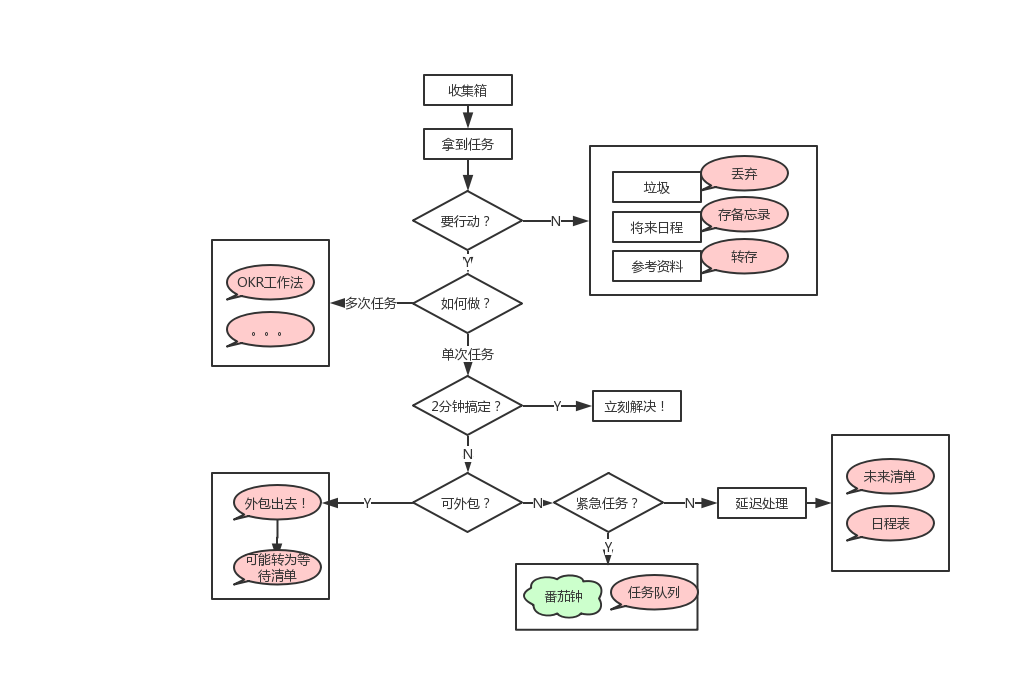 收集箱
拿到任务
要行动？
N
垃圾
丢弃
将来日程
存备忘录
参考资料
转存
Y
如何做？
多次任务
OKR工作法
。。。
单次任务
2分钟搞定？
Y
立刻解决！
N
可外包？
Y
外包出去！
可能转为等
待清单
N
紧急任务？
N
延迟处理
未来清单
日程表
Y
番茄钟
任务队列